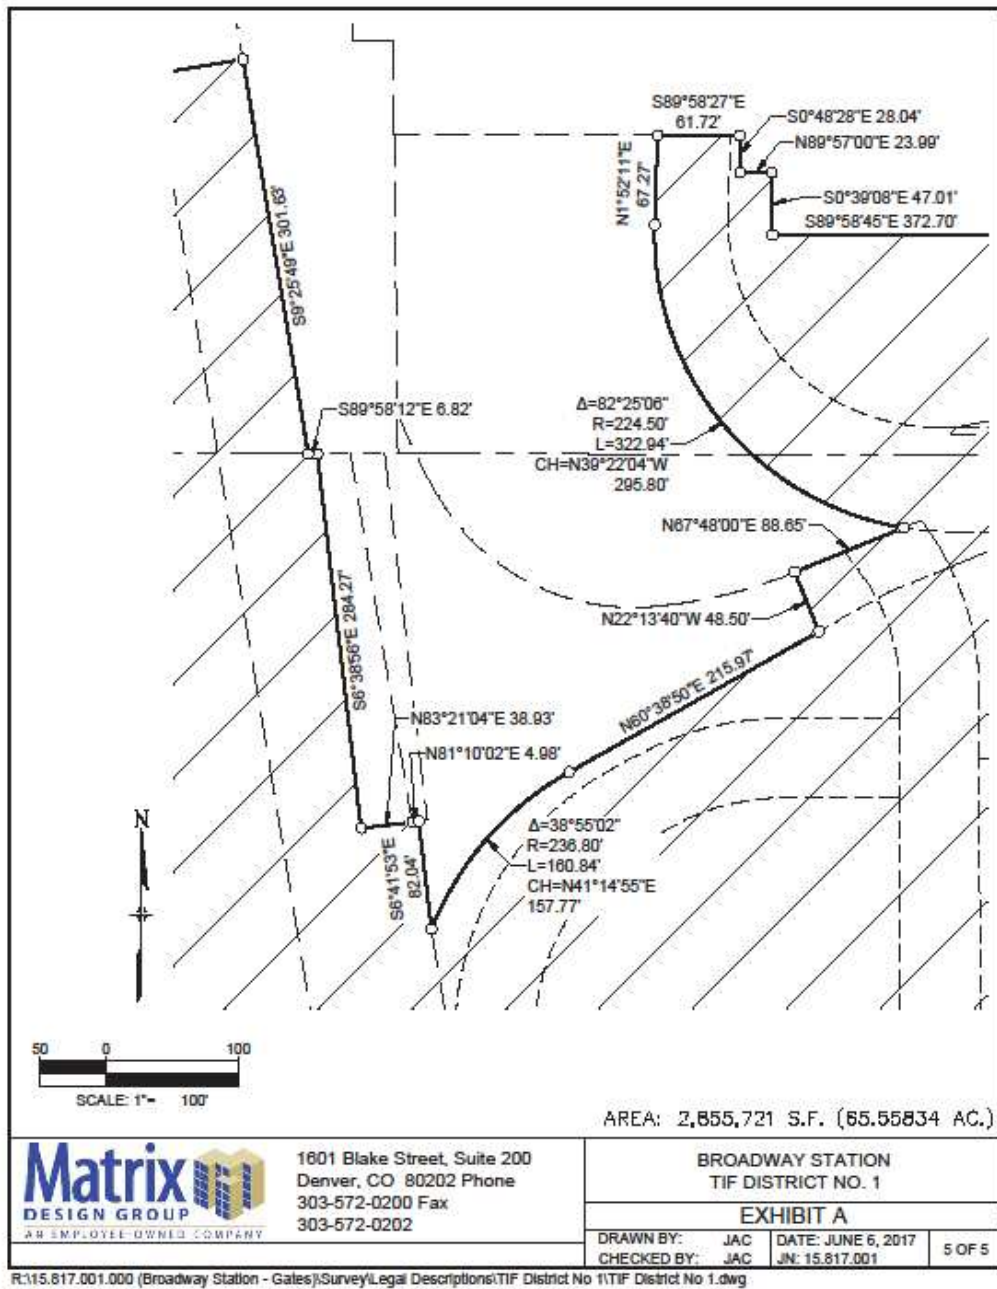 S89°58'27"E
61.72'
S0°48'28"E 28.04'
N89°57'00"E 23.99'
N1°52'11"E
67.27'
S0°39'08"E 47.01'
S89°58'45"E 372.70'
S9°25'49"E 301.63'
S89°58'12"E 6.82'
Δ=82°25'06"
R=224.50'
L=322.94'
CH=N39°22'04"W
295.80'
N67°48'00"E 88.65'
N22°13'40"W 48.50'
S6°38'56"E 284.27'
N60°38'50"E 215.97'
N83°21'04"E 38.93'
N81°10'02"E 4.98'
S6°41'53"E
82.04'
Δ=38°55'02"
R=236.80'
L=160.84'
CH=N41°14'55"E
157.77'
N
50 0 100
SCALE: 1"= 100'
AREA: 2,855,721 S.F. (65.55834 AC.)
Matrix
DESIGN GROUP
AN EMPLOYEE-OWNED COMPANY
1601 Blake Street, Suite 200
Denver, CO 80202 Phone
303-572-0200 Fax
303-572-0202
BROADWAY STATION
TIF DISTRICT NO. 1
EXHIBIT A
DRAWN BY: JAC DATE: JUNE 6, 2017
CHECKED BY: JAC JN: 15.817.001
5 OF 5
R:\15.817.001.000 (Broadway Station - Gates)\Survey\Legal Descriptions\TIF District No 1\TIF District No 1.dwg